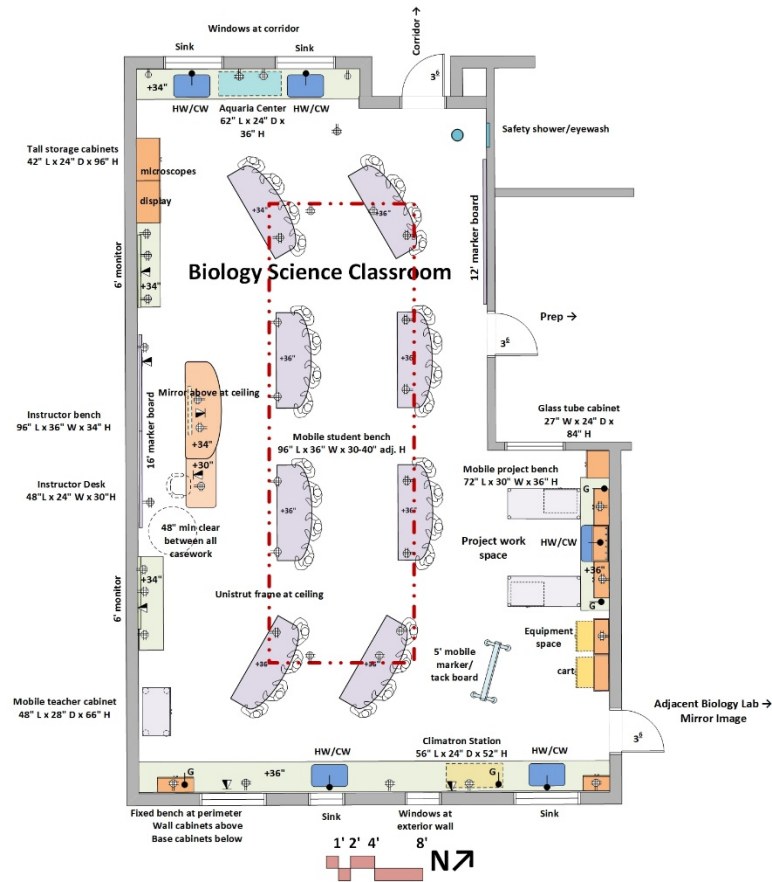 Windows at corridor
Corridor →
Sink
Sink
3⁶
+34"
HW/CW
Aquaria Center
62" L x 24" D x
36" H
HW/CW
Safety shower/eyewash
Tall storage cabinets
42" L x 24" D x 96" H
microscopes
display
+34"
+36"
12' marker board
6' monitor
+34"
Biology Science Classroom
Prep →
3⁶
+36"
+36"
Mirror above at ceiling
Instructor bench
96" L x 36" W x 34" H
16' marker board
+34"
+30"
Glass tube cabinet
27" W x 24" D x
84" H
Mobile student bench
96" L x 36" W x 30-40" adj. H
Mobile project bench
72" L x 30" W x 36" H
G
Instructor Desk
48"L x 24" W x 30"H
48" min clear
between all
casework
+36"
+36"
Project work
space
HW/CW
+36"
G
6' monitor
+34"
Unistrut frame at ceiling
+36"
+36"
Equipment
space
cart
5' mobile
marker/
tack board
Mobile teacher cabinet
48" L x 28" D x 66" H
Adjacent Biology Lab →
Mirror Image
3⁶
HW/CW
Climatron Station
56" L x 24" D x 52" H
HW/CW
G
+36"
G
Fixed bench at perimeter
Wall cabinets above
Base cabinets below
Sink
Windows at
exterior wall
Sink
1' 2' 4' 8'
N